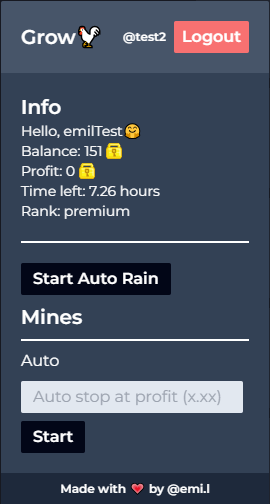 Grow🐓 @test2 Logout
Info
Hello, emilTest🤗
Balance: 151
Profit: 0
Time left: 7.26 hours
Rank: premium
Start Auto Rain
Mines
Auto
Auto stop at profit (x.xx)
Start
Made with ❤️ by @emi.l